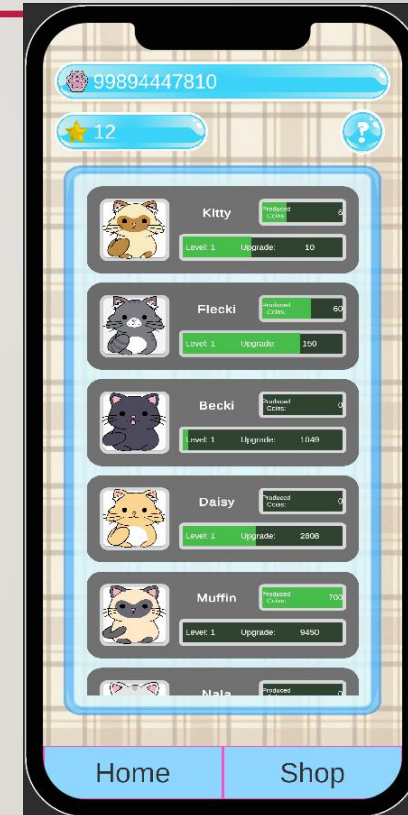 99894447810
12
?
Kitty
Produced
Coins:
6
Level: 1 Upgrade: 10
Flecki
Produced
Coins:
60
Level: 1 Upgrade: 150
Becki
Produced
Coins:
0
Level: 1 Upgrade: 1049
Daisy
Produced
Coins:
0
Level: 1 Upgrade: 2808
Muffin
Produced
Coins:
700
Level: 1 Upgrade: 9450
Nala
Produced
0
Home
Shop